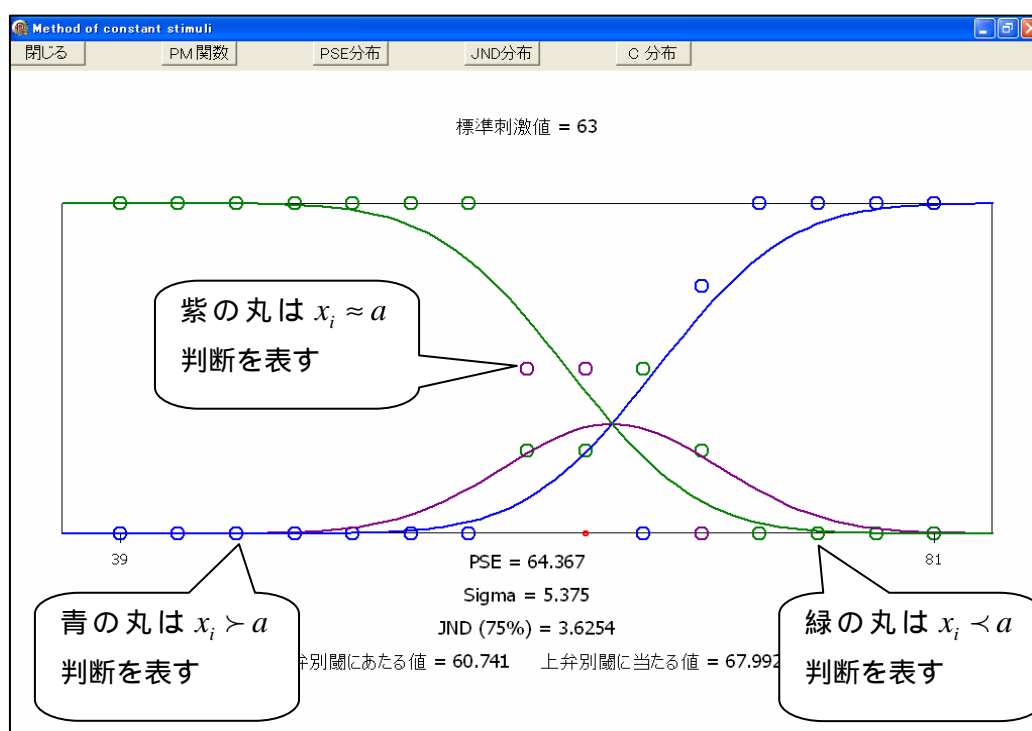 Method of constant stimuli
閉じる PM関数 PSE分布 JND分布 C 分布
標準刺激値 = 63
紫の丸は x_i ≈ a
判断を表す
39 81
PSE = 64.367
Sigma = 5.375
JND (75%) = 3.6254
弁別閾にあたる値 = 60.741 上弁別閾に当たる値 = 67.992
青の丸は x_i ≻ a
判断を表す
緑の丸は x_i ≺ a
判断を表す